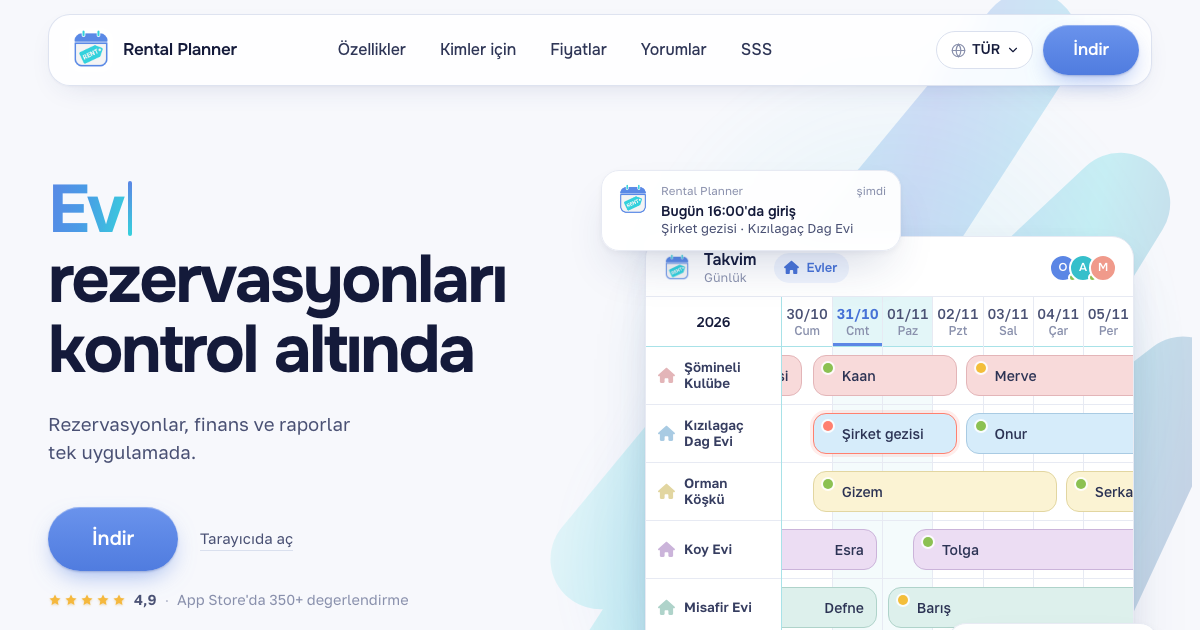 Rental Planner
Özellikler
Kimler için
Fiyatlar
Yorumlar
SSS
TÜR
İndir
Ev
rezervasyonları
kontrol altında
Rezervasyonlar, finans ve raporlar
tek uygulamada.
İndir
Tarayıcıda aç
4,9 · App Store'da 350+ degerlendirme
Rental Planner
şimdi
Bugün 16:00'da giriş
Şirket gezisi · Kızılagaç Dag Evi
Takvim
Günlük
Evler
O
A
M
2026
30/10 Cum
31/10 Cmt
01/11 Paz
02/11 Pzt
03/11 Sal
04/11 Çar
05/11 Per
Şömineli
Kulübe
Kaan
Merve
Kızılagaç
Dag Evi
Şirket gezisi
Onur
Orman
Köşkü
Gizem
Serka
Koy Evi
Esra
Tolga
Misafir Evi
Defne
Barış